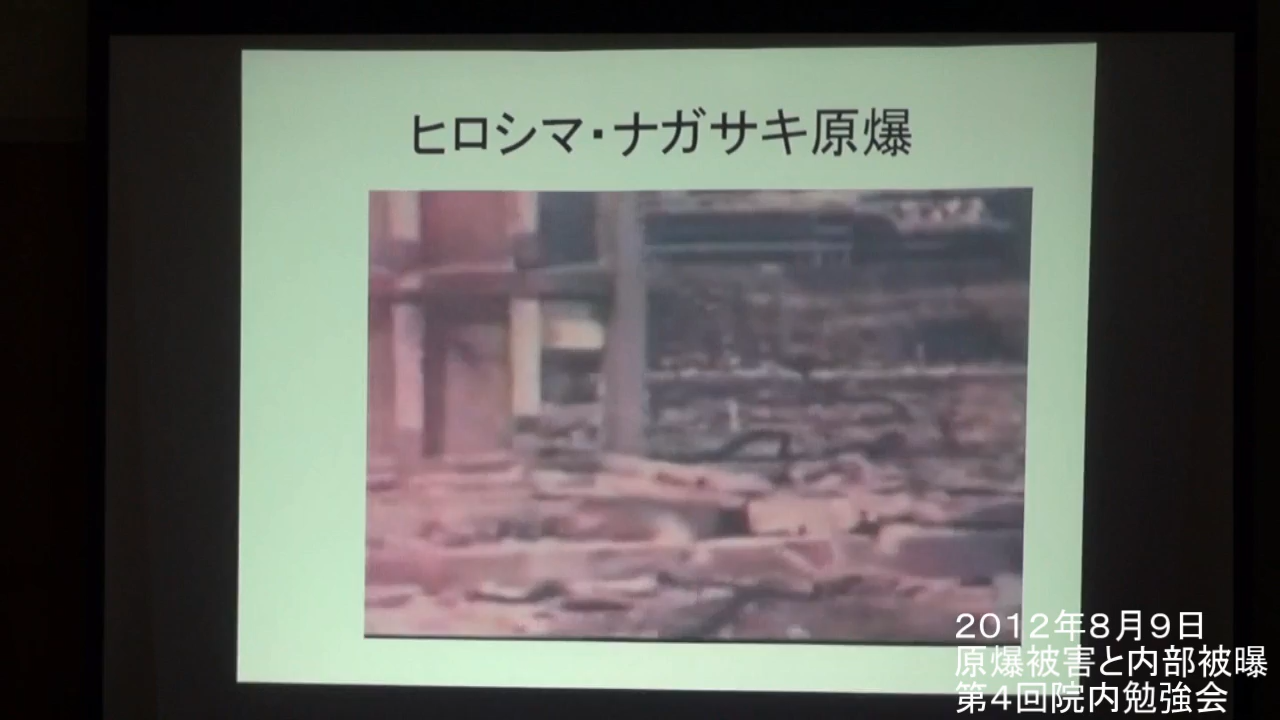 ヒロシマ・ナガサキ原爆
２０１２年８月９日
原爆被害と内部被曝
第４回院内勉強会